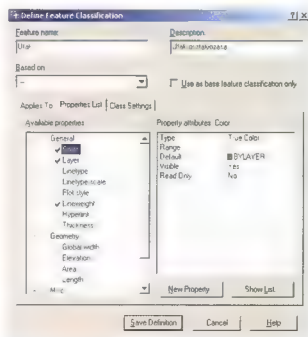 Define Feature Classification
Feature name:
Description:
Utak
Based on
--
Use as base feature classification only
Applies To Properties List Class Settings
Available properties
General
Color
Layer
Linetype
Linetype scale
Plot style
Lineweight
Hyperlink
Thickness
Geometry
Global width
Elevation
Area
Length
Misc
Property attributes: Color
Type True Color
Range
Default BYLAYER
Visible Yes
Read Only No
New Property
Show List
Save Definition
Cancel
Help